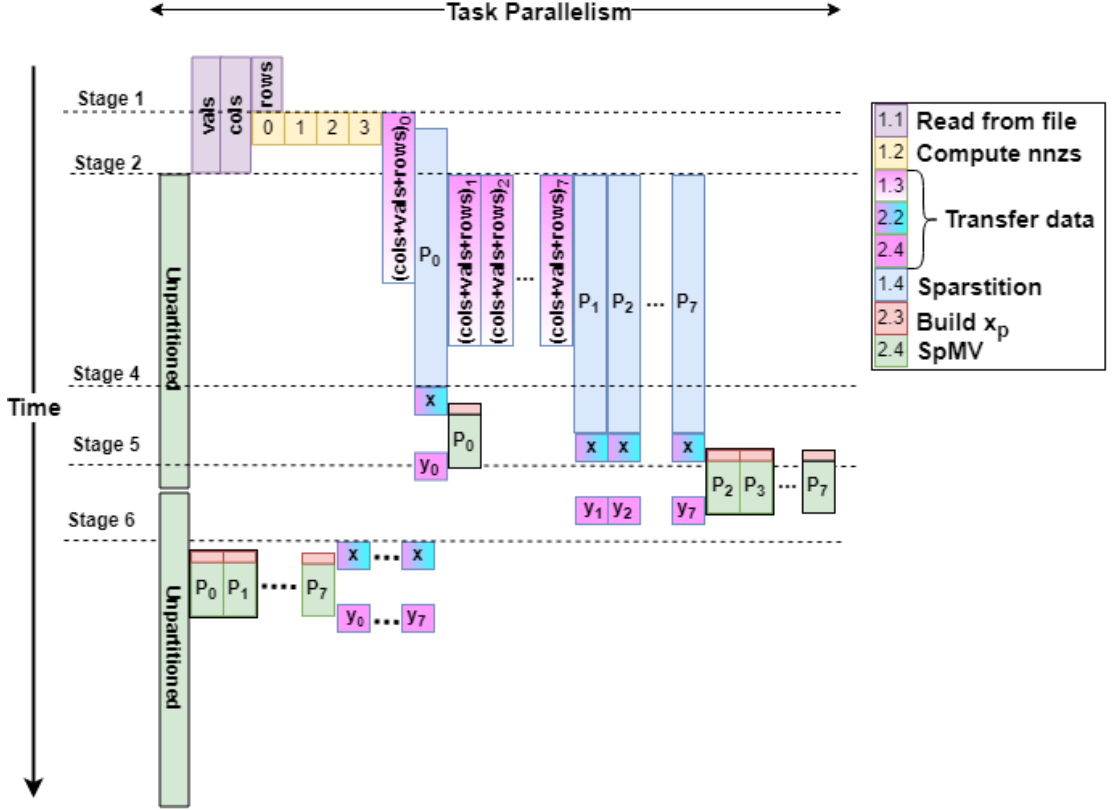 Task Parallelism
Time
Stage 1
Stage 2
Stage 4
Stage 5
Stage 6
vals
cols
rows
0 1 2 3
(cols+vals+rows)0
P0
(cols+vals+rows)1
(cols+vals+rows)2
...
(cols+vals+rows)7
P1 P2 ... P7
Unpartitioned
x
P0
y0
x x x
y1 y2 y7
P2 P3 ... P7
Unpartitioned
P0 P1 .... P7
x ... x
y0 ... y7
1.1 Read from file
1.2 Compute nnzs
1.3
2.2 Transfer data
2.4
1.4 Sparstition
2.3 Build xp
2.4 SpMV